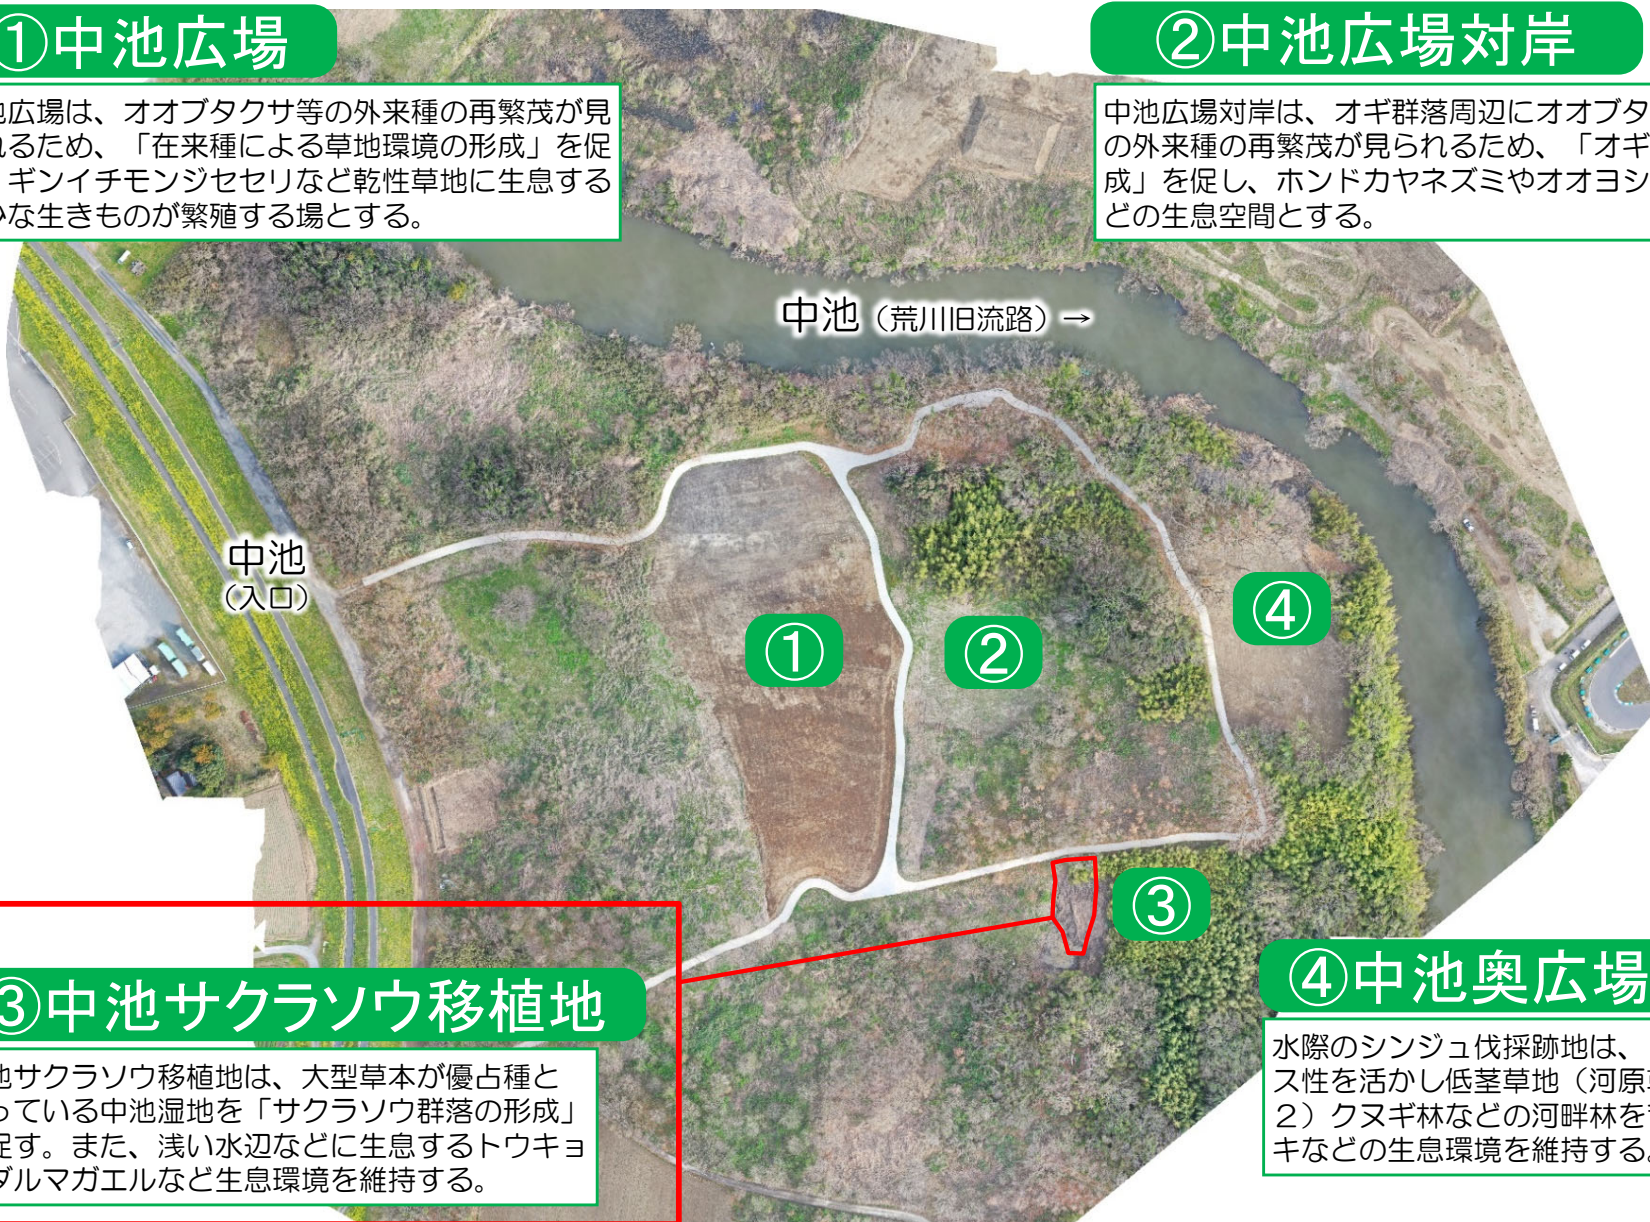 ①中池広場
池広場は、オオブタクサ等の外来種の再繁茂が見
れるため、「在来種による草地環境の形成」を促
、ギンイチモンジセセリなど乾性草地に生息する
少な生きものが繁殖する場とする。
②中池広場対岸
中池広場対岸は、オギ群落周辺にオオブタ
の外来種の再繁茂が見られるため、「オギ
成」を促し、ホンドカヤネズミやオオヨシ
どの生息空間とする。
中池（荒川旧流路）→
中池
（入口）
①
②
④
③
③中池サクラソウ移植地
池サクラソウ移植地は、大型草本が優占種と
っている中池湿地を「サクラソウ群落の形成」
促す。また、浅い水辺などに生息するトウキョ
ダルマガエルなど生息環境を維持する。
④中池奥広場
水際のシンジュ伐採跡地は、
ス性を活かし低茎草地（河原
２）クヌギ林などの河畔林を
キなどの生息環境を維持する。